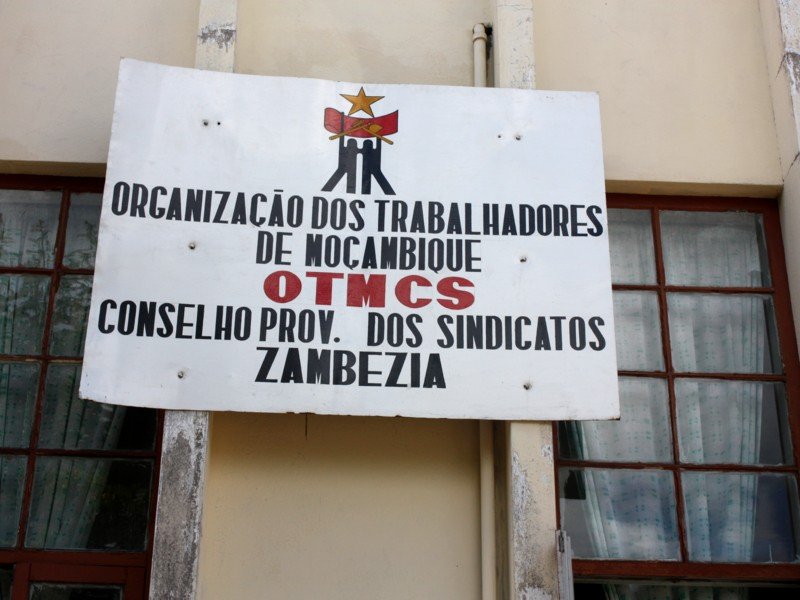 ORGANIZAÇÃO DOS TRABALHADORES
DE MOÇAMBIQUE
OTMCS
CONSELHO PROV. DOS SINDICATOS
ZAMBEZIA